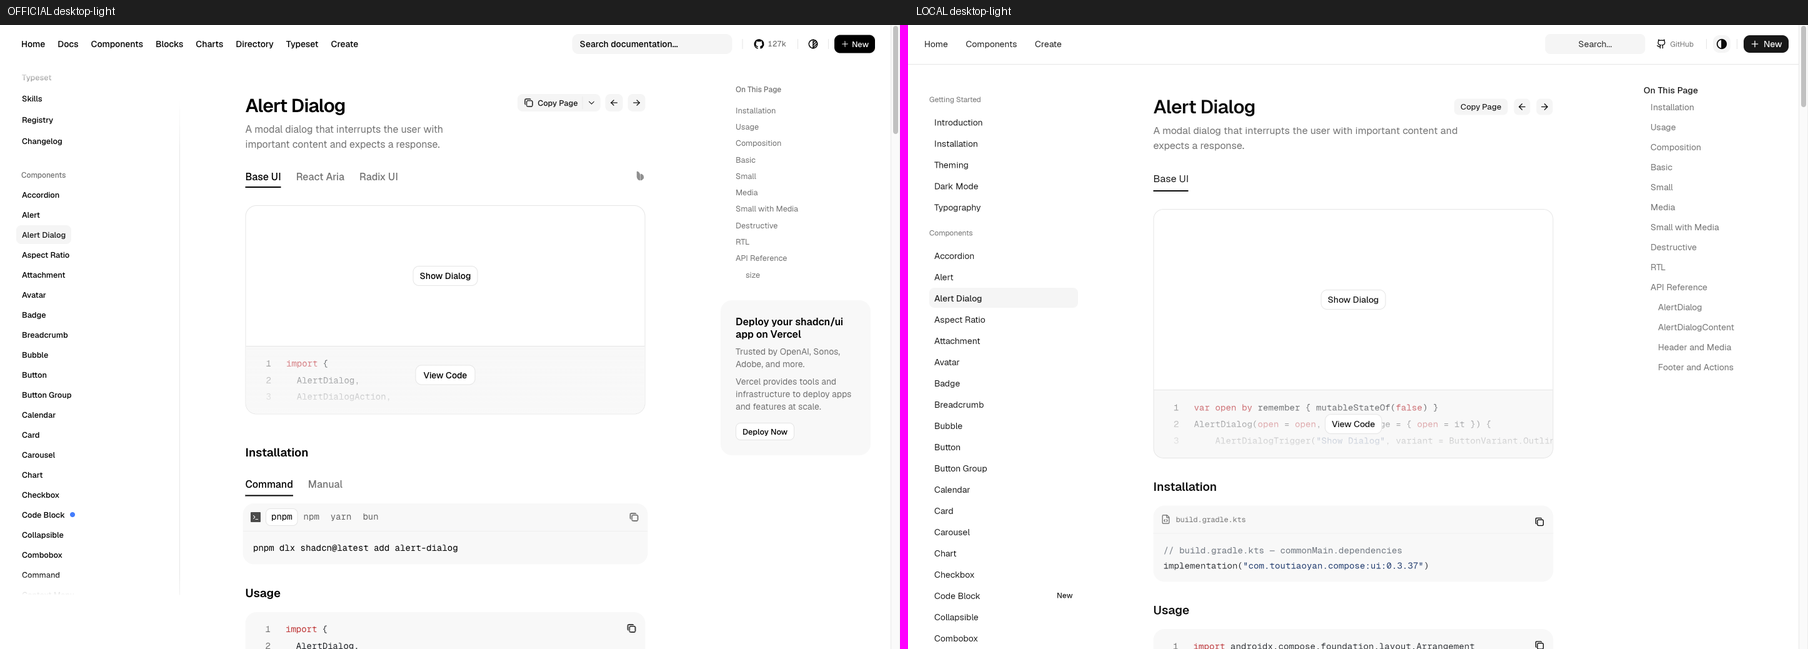 OFFICIAL desktop-light
Home Docs Components Blocks Charts Directory Typeset Create
Search documentation...
127k
+ New
Typeset
Skills
Registry
Changelog
Components
Accordion
Alert
Alert Dialog
Aspect Ratio
Attachment
Avatar
Badge
Breadcrumb
Bubble
Button
Button Group
Calendar
Card
Carousel
Chart
Checkbox
Code Block
Collapsible
Combobox
Command
Alert Dialog
Copy Page
A modal dialog that interrupts the user with
important content and expects a response.
Base UI React Aria Radix UI
Show Dialog
1 import {
2 AlertDialog,
3 AlertDialogAction,
View Code
Installation
Command Manual
pnpm npm yarn bun
pnpm dlx shadcn@latest add alert-dialog
Usage
1 import {
2 AlertDialog,
On This Page
Installation
Usage
Composition
Basic
Small
Media
Small with Media
Destructive
RTL
API Reference
size
Deploy your shadcn/ui
app on Vercel
Trusted by OpenAI, Sonos,
Adobe, and more.
Vercel provides tools and
infrastructure to deploy apps
and features at scale.
Deploy Now
LOCAL desktop-light
Home Components Create
Search...
GitHub
+ New
Getting Started
Introduction
Installation
Theming
Dark Mode
Typography
Components
Accordion
Alert
Alert Dialog
Aspect Ratio
Attachment
Avatar
Badge
Breadcrumb
Bubble
Button
Button Group
Calendar
Card
Carousel
Chart
Checkbox
Code Block New
Collapsible
Combobox
Alert Dialog
Copy Page
A modal dialog that interrupts the user with important content and
expects a response.
Base UI
Show Dialog
1 var open by remember { mutableStateOf(false) }
2 AlertDialog(open = open, ge = { open = it }) {
3 AlertDialogTrigger("Show Dialog", variant = ButtonVariant.Outlin
View Code
Installation
build.gradle.kts
// build.gradle.kts — commonMain.dependencies
implementation("com.toutiaoyan.compose:ui:0.3.37")
Usage
1 import androidx.compose.foundation.layout.Arrangement
On This Page
Installation
Usage
Composition
Basic
Small
Media
Small with Media
Destructive
RTL
API Reference
AlertDialog
AlertDialogContent
Header and Media
Footer and Actions